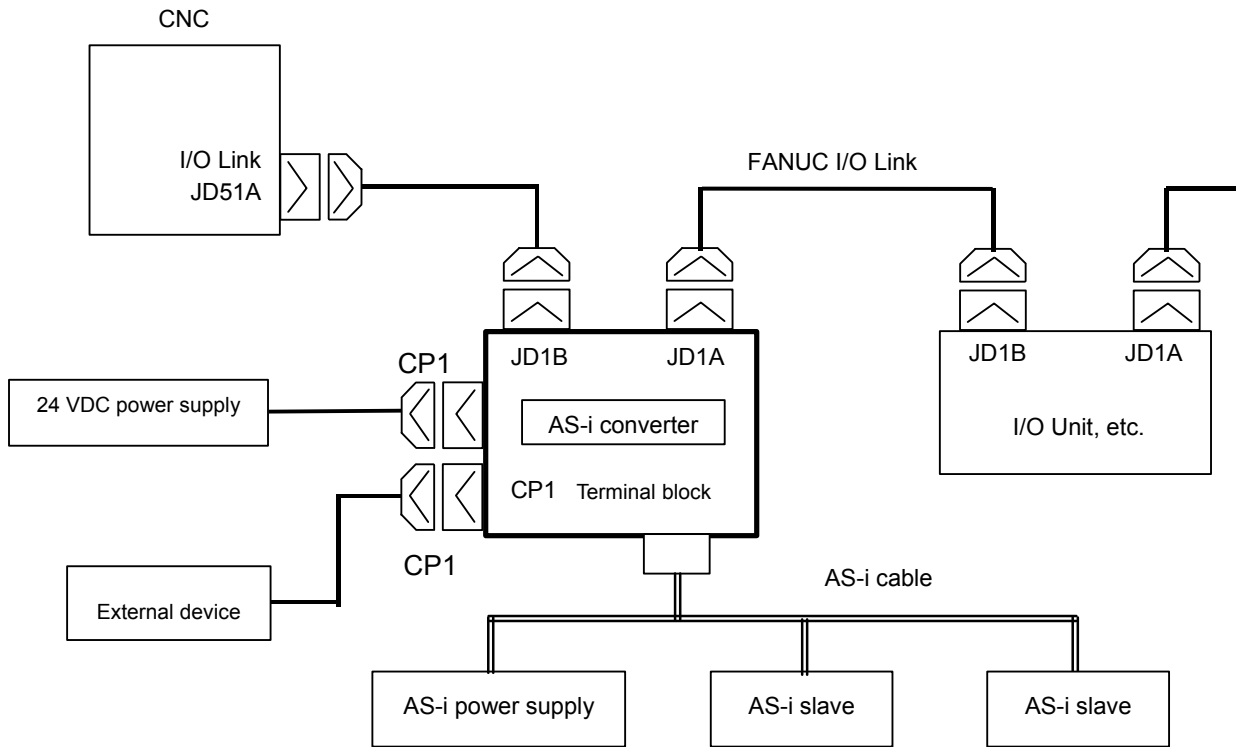 CNC
I/O Link
JD51A
FANUC I/O Link
JD1B
JD1A
JD1B
JD1A
CP1
24 VDC power supply
AS-i converter
I/O Unit, etc.
CP1
Terminal block
CP1
External device
AS-i cable
AS-i power supply
AS-i slave
AS-i slave